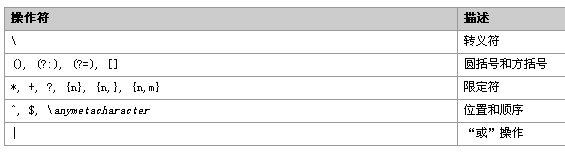 操作符 描述
\ 转义符
(), (?:), (?=), [] 圆括号和方括号
*, +, ?, {n}, {n,}, {n,m} 限定符
^, $, \anymetacharacter 位置和顺序
| “或”操作